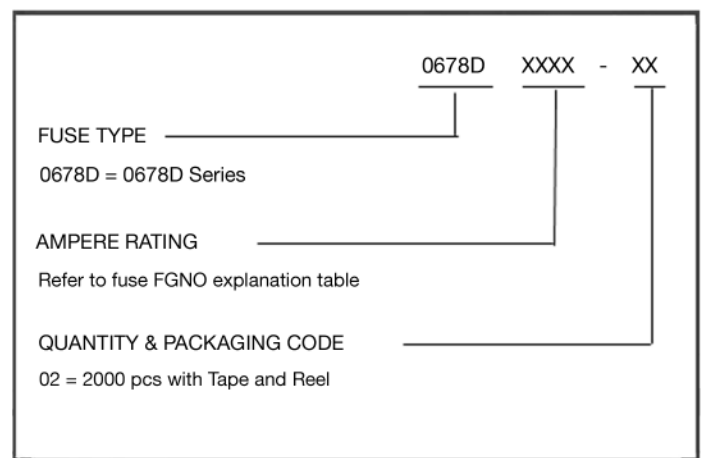 0678D XXXX - XX
FUSE TYPE
0678D = 0678D Series
AMPERE RATING
Refer to fuse FGNO explanation table
QUANTITY & PACKAGING CODE
02 = 2000 pcs with Tape and Reel